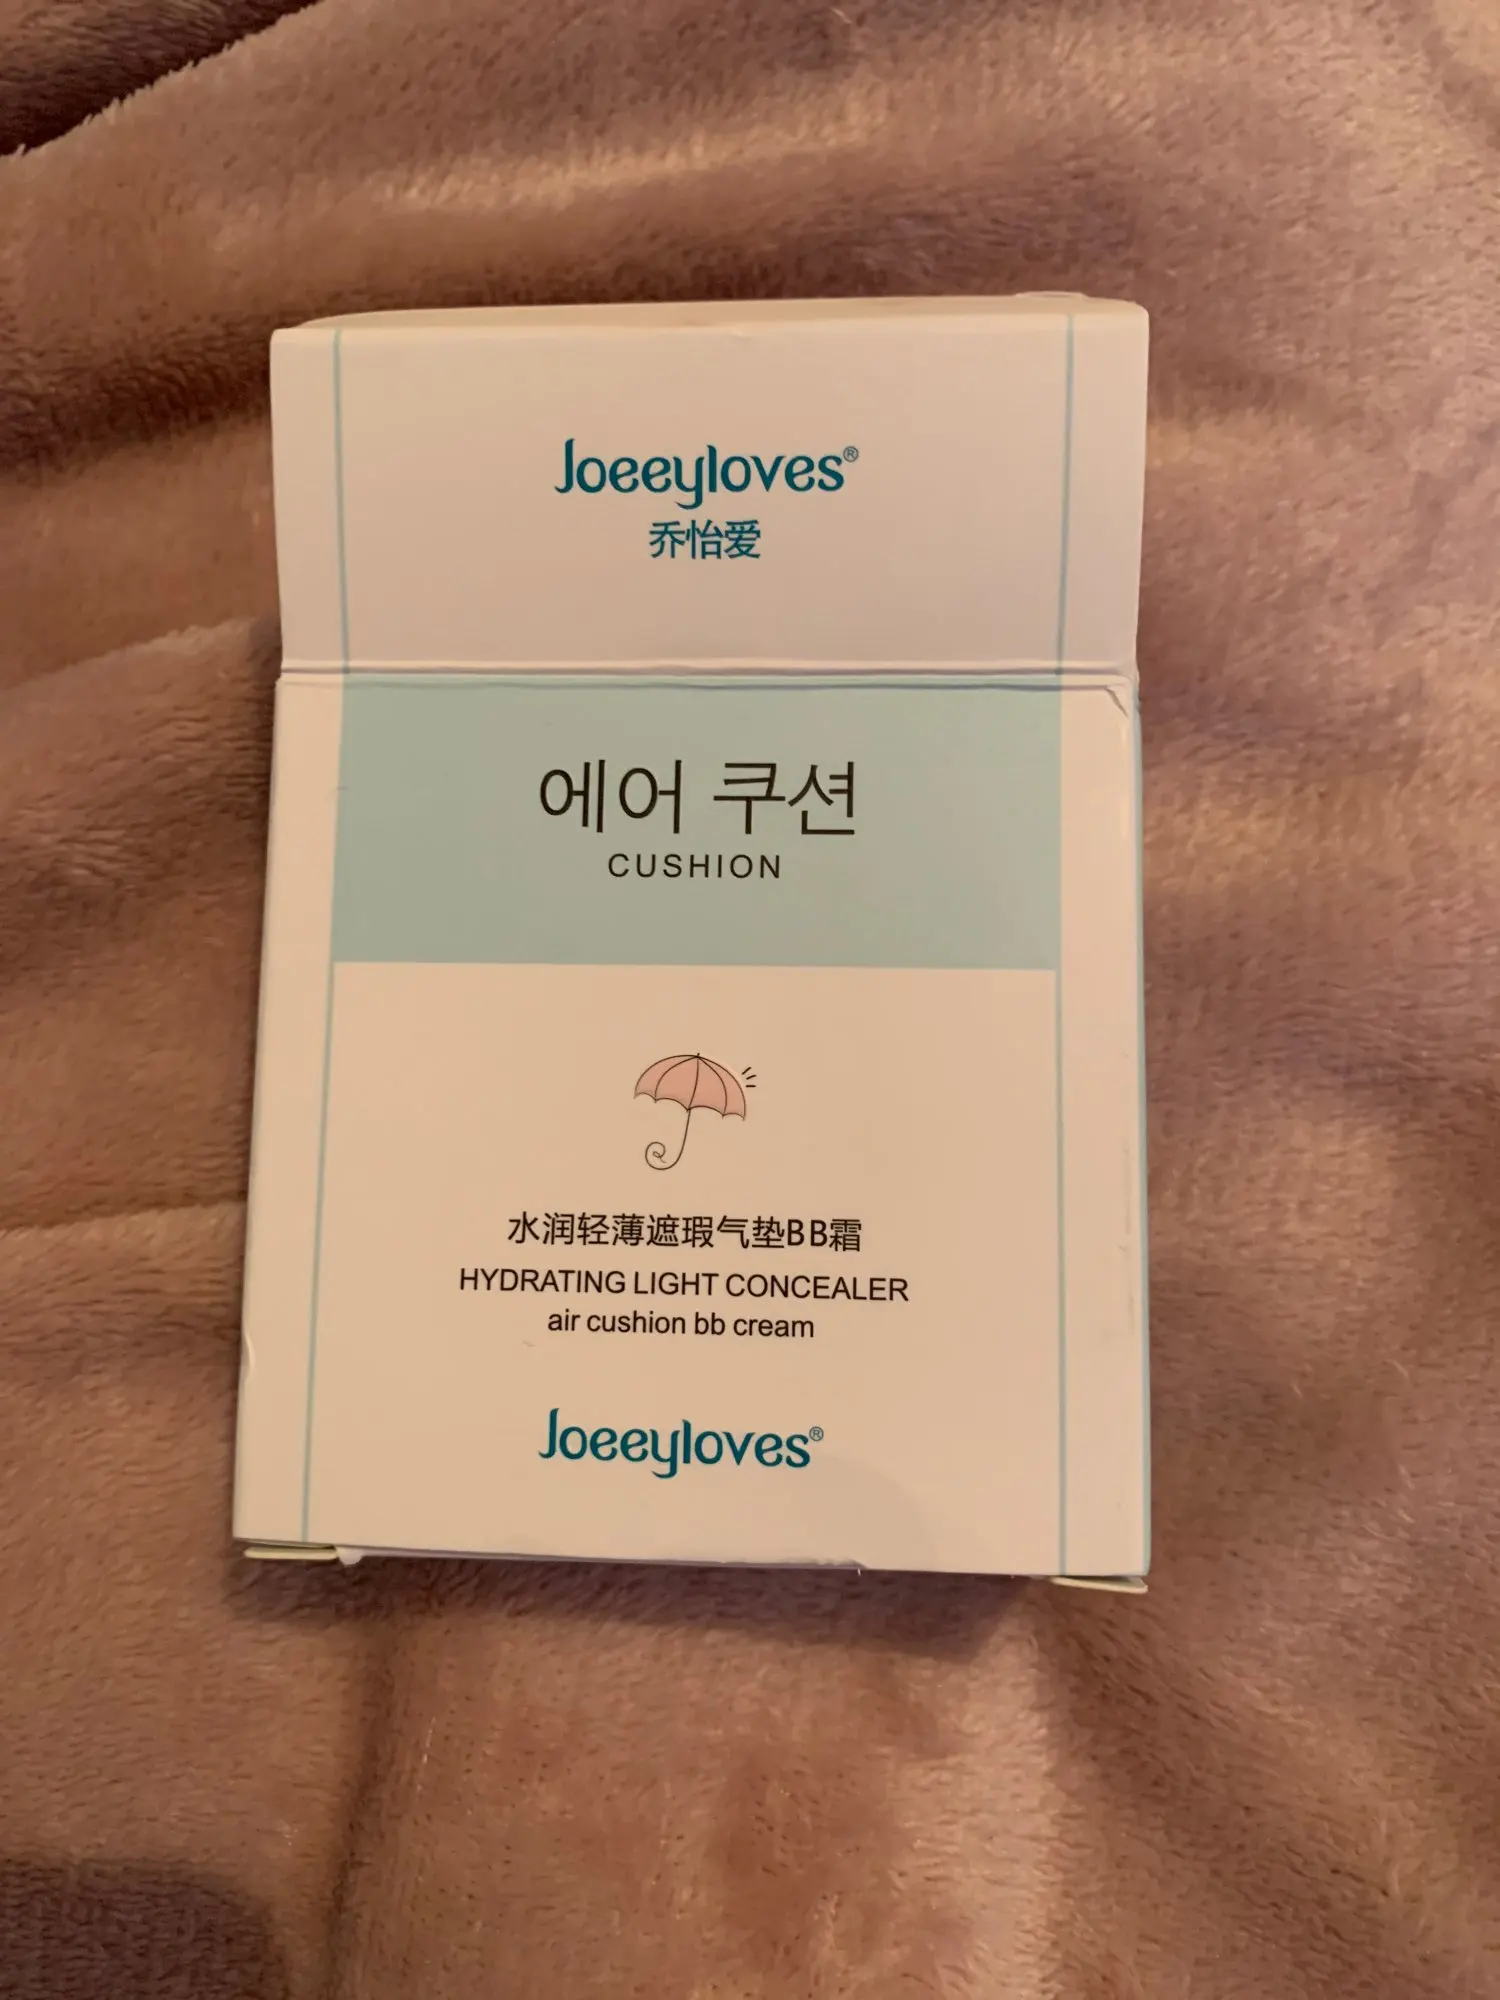 Joeeyloves®
乔怡爱
에어 쿠션
CUSHION
水润轻薄遮瑕气垫BB霜
HYDRATING LIGHT CONCEALER
air cushion bb cream
Joeeyloves®